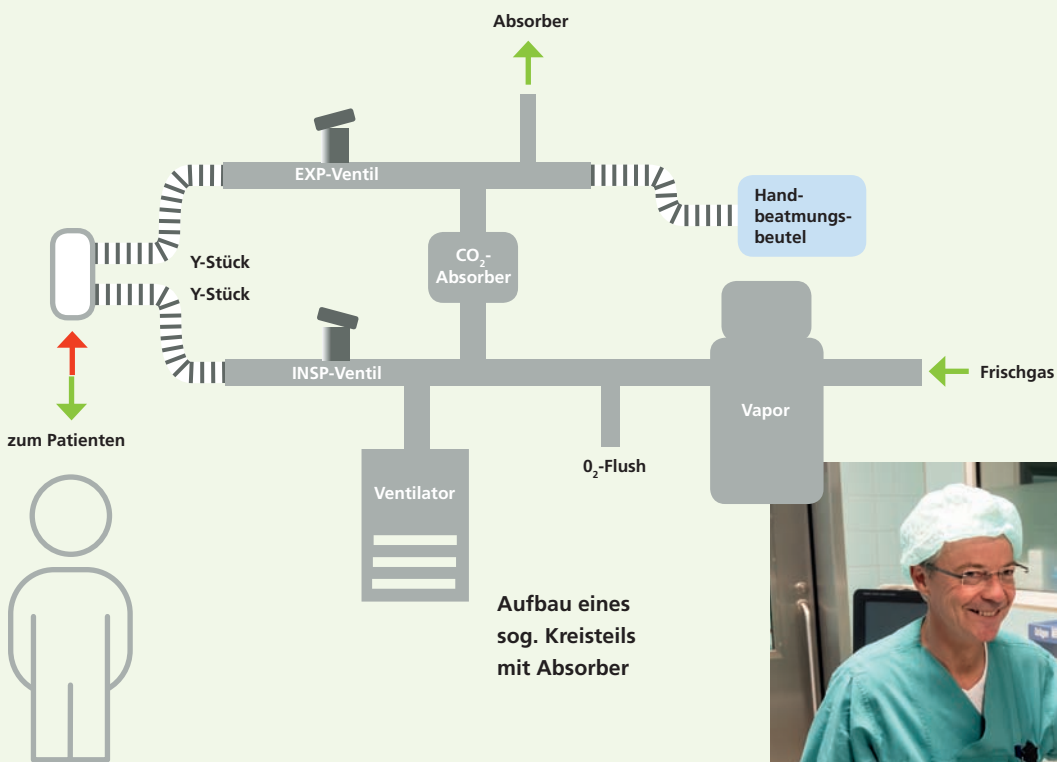 Absorber
EXP-Ventil
Hand-
beatmungs-
beutel
Y-Stück
CO₂-
Absorber
Y-Stück
INSP-Ventil
Frischgas
Vapor
zum Patienten
0₂-Flush
Ventilator
Aufbau eines
sog. Kreisteils
mit Absorber